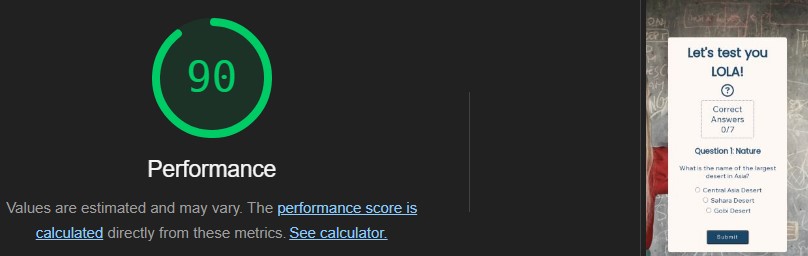 90
Performance
Values are estimated and may vary. The performance score is
calculated directly from these metrics. See calculator.
Let's test you
LOLA!
?
Correct
Answers
0/7
Question 1: Nature
What is the name of the largest
desert in Asia?
Central Asia Desert
Sahara Desert
Gobi Desert
Submit